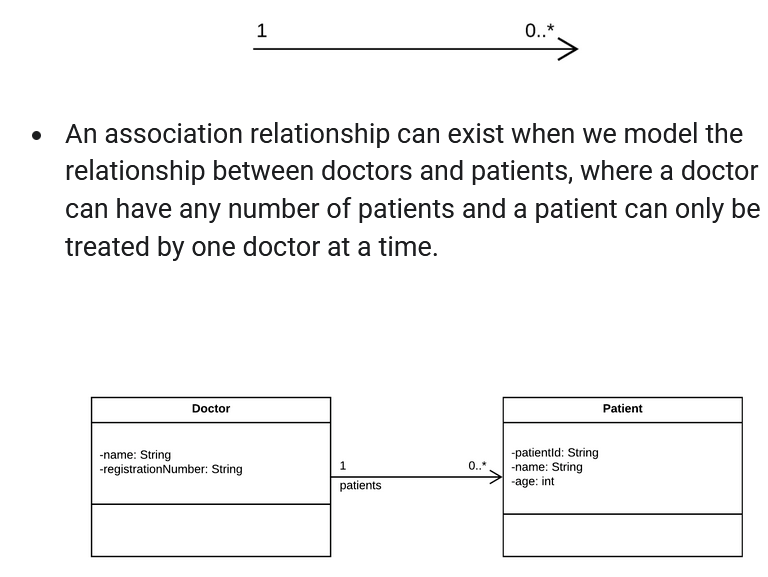 1 0..*
• An association relationship can exist when we model the
relationship between doctors and patients, where a doctor
can have any number of patients and a patient can only be
treated by one doctor at a time.
Doctor
-name: String
-registrationNumber: String
1 0..*
patients
Patient
-patientId: String
-name: String
-age: int